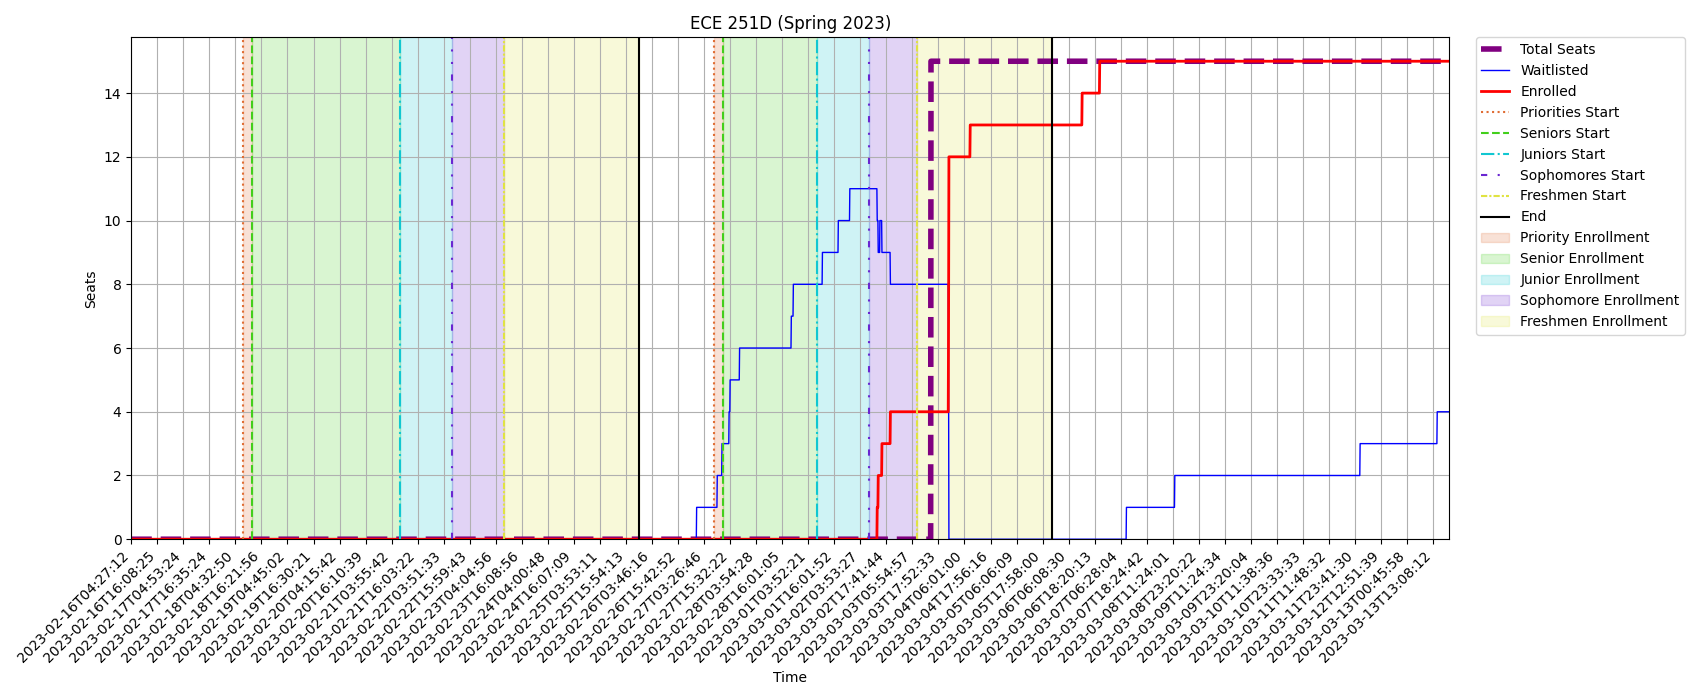 ECE 251D (Spring 2023)
Seats
14
12
10
8
6
4
2
0
2023-02-16T04:27:12
2023-02-16T16:08:25
2023-02-17T04:53:24
2023-02-17T16:35:24
2023-02-18T04:32:50
2023-02-18T16:21:56
2023-02-19T04:45:02
2023-02-19T16:30:21
2023-02-20T04:15:42
2023-02-20T16:10:39
2023-02-21T03:55:42
2023-02-21T16:03:22
2023-02-22T03:51:33
2023-02-22T15:59:43
2023-02-23T04:04:56
2023-02-23T16:08:56
2023-02-24T04:00:48
2023-02-24T16:07:09
2023-02-25T03:53:11
2023-02-25T15:54:13
2023-02-26T03:46:16
2023-02-26T15:42:52
2023-02-27T03:26:46
2023-02-27T15:32:22
2023-02-28T03:54:28
2023-02-28T16:01:05
2023-03-01T03:52:21
2023-03-01T16:01:52
2023-03-02T03:53:27
2023-03-02T17:41:44
2023-03-03T05:54:57
2023-03-03T17:52:33
2023-03-04T06:01:00
2023-03-04T17:56:16
2023-03-05T06:06:09
2023-03-05T17:58:00
2023-03-06T06:08:30
2023-03-06T18:20:13
2023-03-07T06:28:04
2023-03-07T18:24:42
2023-03-08T11:24:01
2023-03-08T23:20:22
2023-03-09T11:24:34
2023-03-09T23:20:04
2023-03-10T11:38:36
2023-03-10T23:33:33
2023-03-11T11:48:32
2023-03-11T23:41:30
2023-03-12T12:51:39
2023-03-13T00:45:58
2023-03-13T13:08:12
Time
Total Seats
Waitlisted
Enrolled
Priorities Start
Seniors Start
Juniors Start
Sophomores Start
Freshmen Start
End
Priority Enrollment
Senior Enrollment
Junior Enrollment
Sophomore Enrollment
Freshmen Enrollment